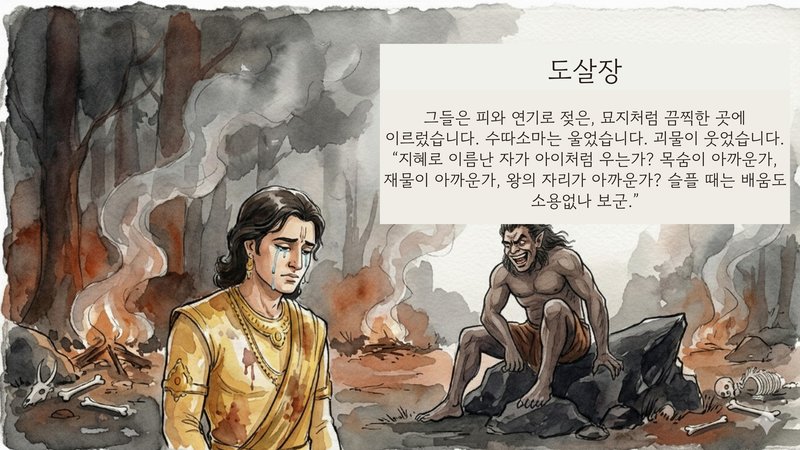 도살장
그들은 피와 연기로 젖은, 묘지처럼 끔찍한 곳에
이르렀습니다. 수따소마는 울었습니다. 괴물이 웃었습니다.
“지혜로 이름난 자가 아이처럼 우는가? 목숨이 아까운가,
재물이 아까운가, 왕의 자리가 아까운가? 슬플 때는 배움도
소용없나 보군.”